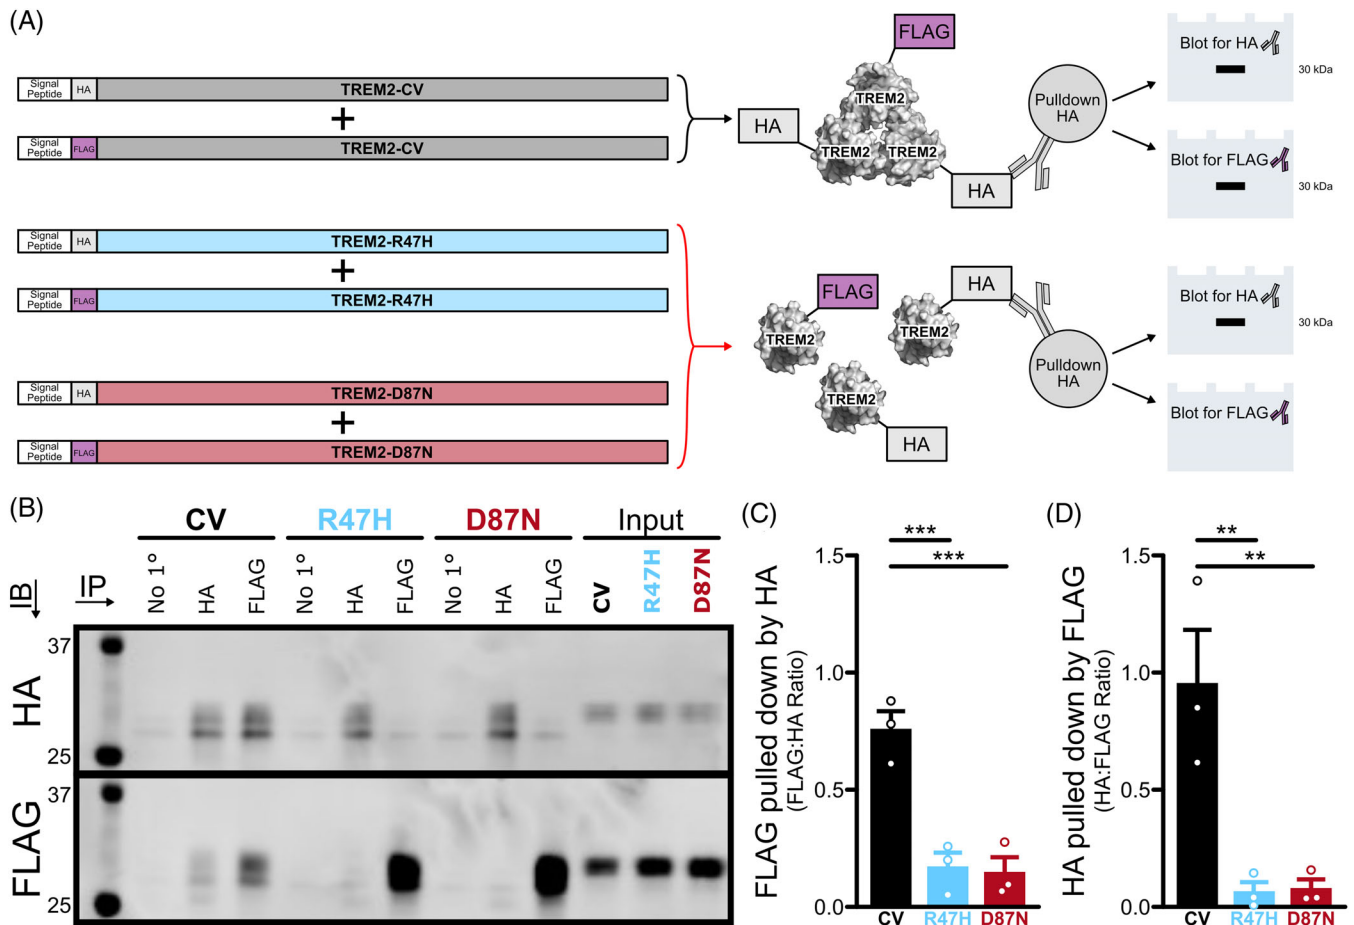 (A)
Signal Peptide HA TREM2-CV
+
Signal Peptide FLAG TREM2-CV
Signal Peptide HA TREM2-R47H
+
Signal Peptide FLAG TREM2-R47H
Signal Peptide HA TREM2-D87N
+
Signal Peptide FLAG TREM2-D87N
FLAG
TREM2
HA
TREM2 TREM2
HA
Pulldown
HA
Blot for HA
30 kDa
Blot for FLAG
30 kDa
FLAG
HA
TREM2
TREM2
TREM2
HA
Pulldown
HA
Blot for HA
30 kDa
Blot for FLAG
(B)
CV R47H D87N Input
IB IP No 1° HA FLAG No 1° HA FLAG No 1° HA FLAG CV R47H D87N
HA
37
25
FLAG
37
25
(C)
FLAG pulled down by HA
(FLAG:HA Ratio)
***
***
1.5
1.0
0.5
0.0
CV R47H D87N
(D)
HA pulled down by FLAG
(HA:FLAG Ratio)
**
**
1.5
1.0
0.5
0.0
CV R47H D87N